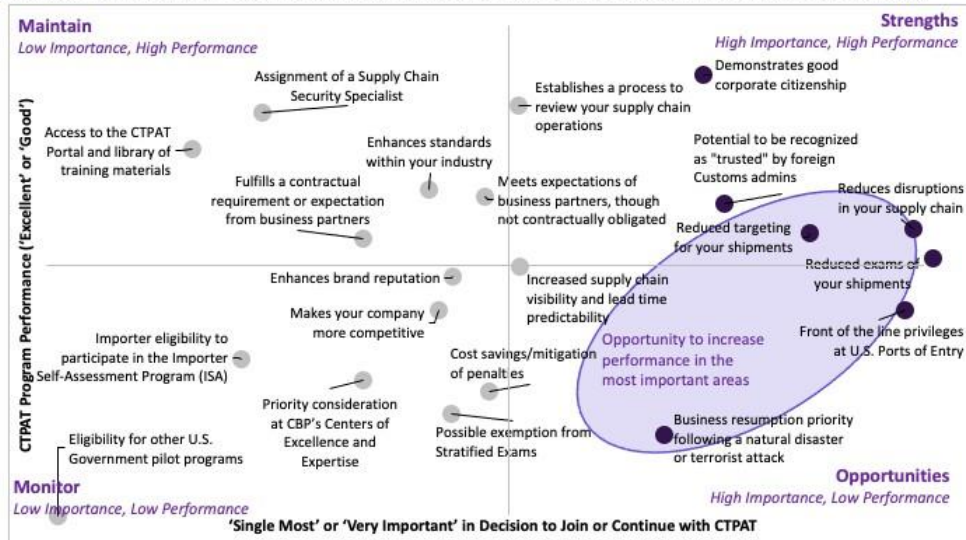 Maintain
Low Importance, High Performance
Strengths
High Importance, High Performance
Demonstrates good
corporate citizenship
Assignment of a Supply Chain
Security Specialist
Establishes a process to
review your supply chain
operations
Access to the CTPAT
Portal and library of
training materials
Enhances standards
within your industry
Potential to be recognized
as "trusted" by foreign
Customs admins
Fulfills a contractual
requirement or expectation
from business partners
Meets expectations of
business partners, though
not contractually obligated
Reduces disruptions
in your supply chain
Reduced targeting
for your shipments
Reduced exams of
your shipments
Enhances brand reputation
Increased supply chain
visibility and lead time
predictability
Makes your company
more competitive
Front of the line privileges
at U.S. Ports of Entry
Importer eligibility to
participate in the Importer
Self-Assessment Program (ISA)
Opportunity to increase
performance in the
most important areas
Cost savings/mitigation
of penalties
Priority consideration
at CBP's Centers of
Excellence and
Expertise
Possible exemption from
Stratified Exams
Business resumption priority
following a natural disaster
or terrorist attack
Eligibility for other U.S.
Government pilot programs
Monitor
Low Importance, Low Performance
Opportunities
High Importance, Low Performance
CTPAT Program Performance ('Excellent' or 'Good')
'Single Most' or 'Very Important' in Decision to Join or Continue with CTPAT